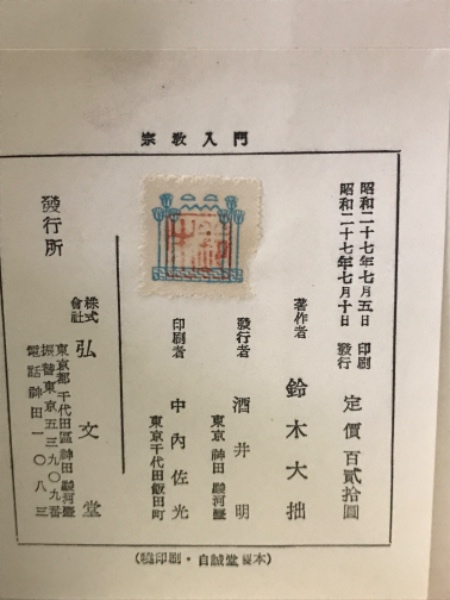 宗教入門
昭和二十七年七月五日 印刷
昭和二十七年七月十日 發行
定價 百貳拾圓
著作者 鈴木大拙
發行者 酒井明
東京 神田 駿河臺
印刷者 中內佐光
東京千代田飯田町
發行所
株式會社 弘文堂
東京都千代田區神田駿河臺
振替東京五三九〇九番
電話神田一〇八三
印刷・自誠堂 製本